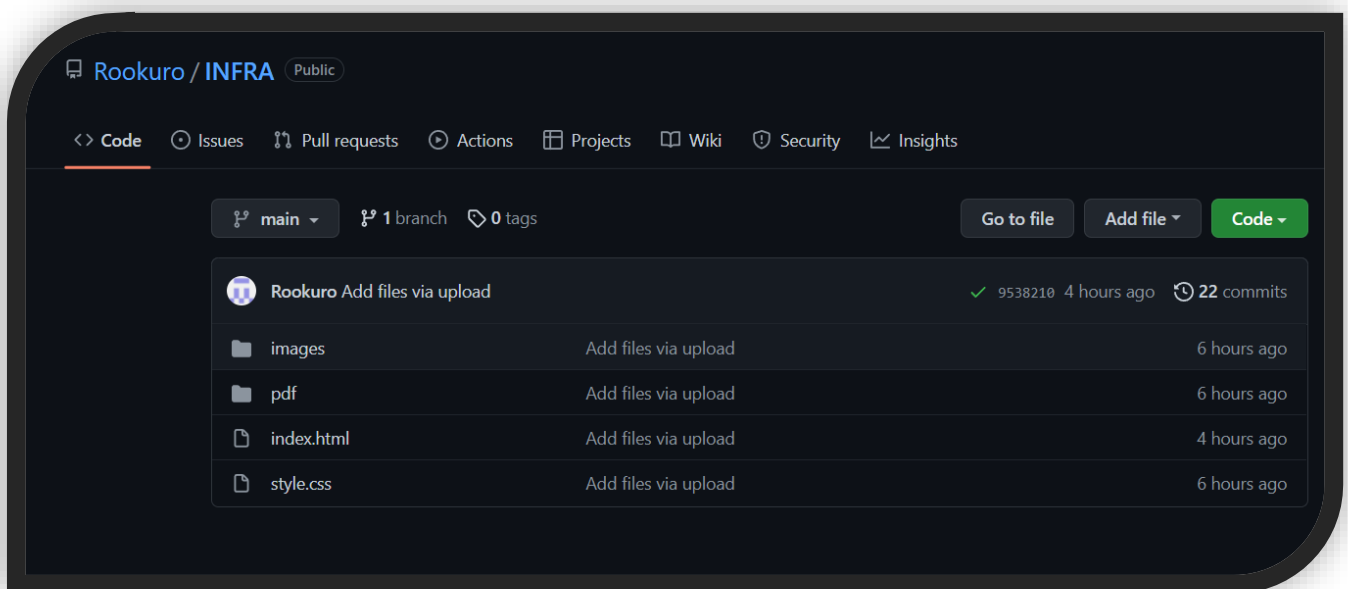 Rookuro / INFRA Public
Code Issues Pull requests Actions Projects Wiki Security Insights
main 1 branch 0 tags Go to file Add file Code
Rookuro Add files via upload 9538210 4 hours ago 22 commits
images Add files via upload 6 hours ago
pdf Add files via upload 6 hours ago
index.html Add files via upload 4 hours ago
style.css Add files via upload 6 hours ago